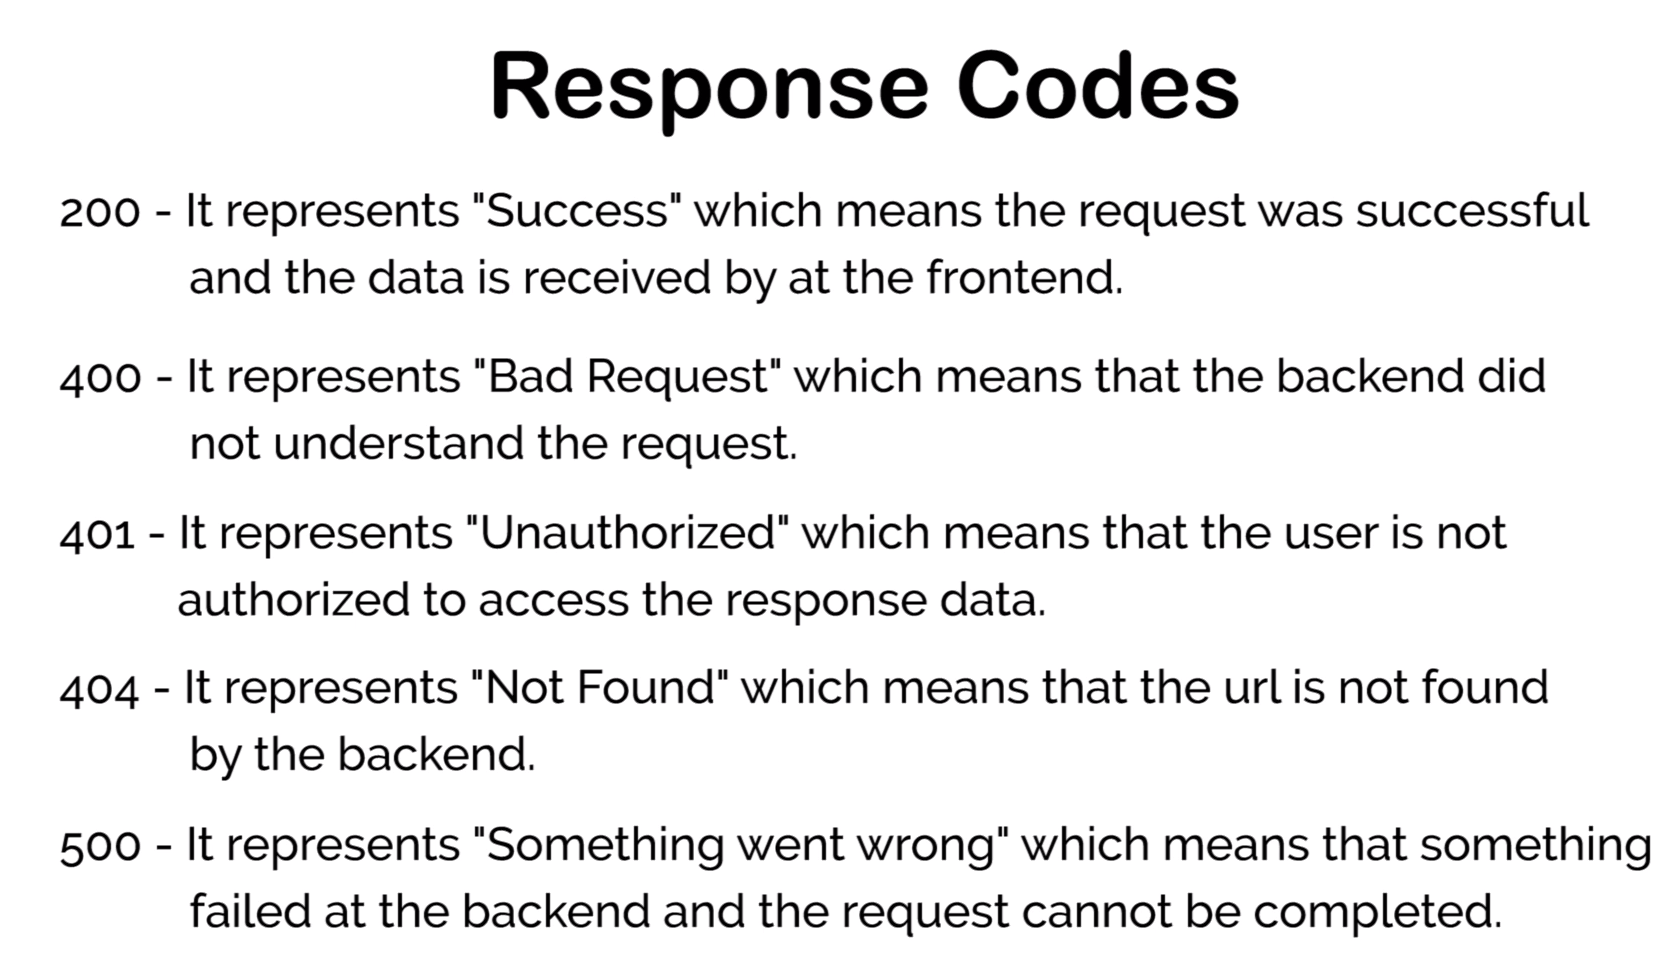 Response Codes
200 - It represents "Success" which means the request was successful
and the data is received by at the frontend.
400 - It represents "Bad Request" which means that the backend did
not understand the request.
401 - It represents "Unauthorized" which means that the user is not
authorized to access the response data.
404 - It represents "Not Found" which means that the url is not found
by the backend.
500 - It represents "Something went wrong" which means that something
failed at the backend and the request cannot be completed.